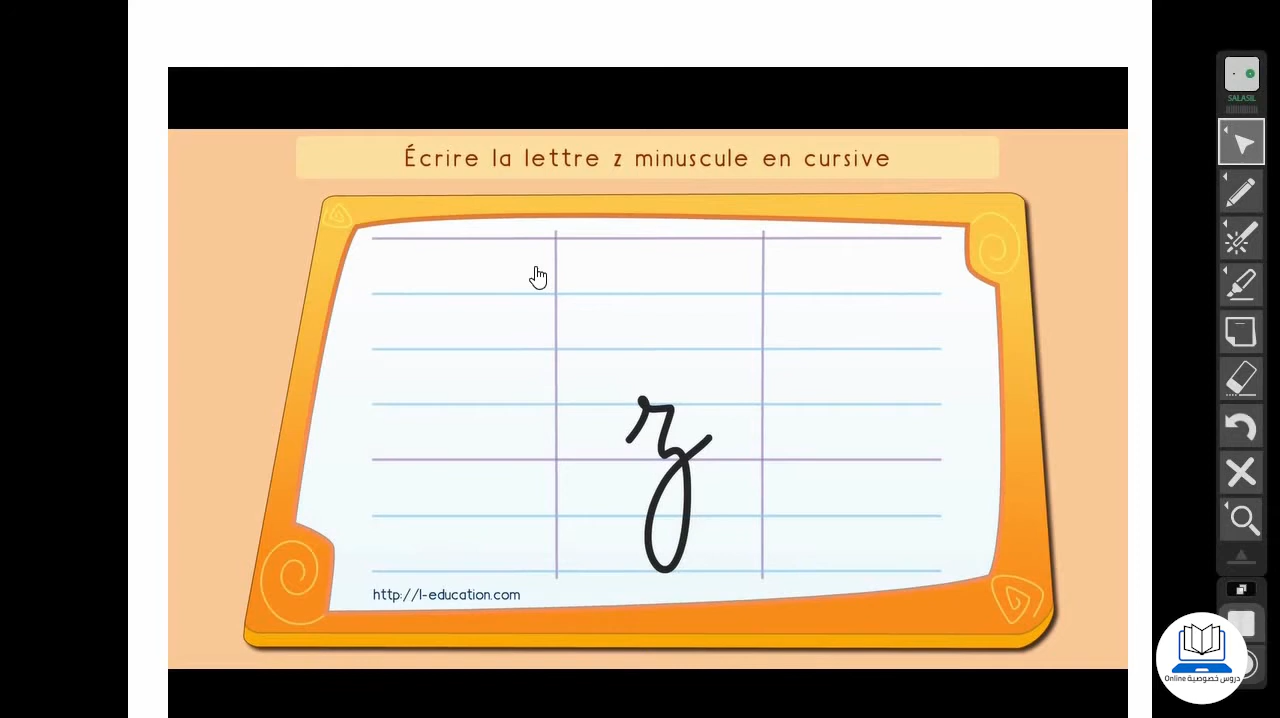 Écrire la lettre z minuscule en cursive
z
http://l-education.com
SALASIL
دروس خصوصية Online